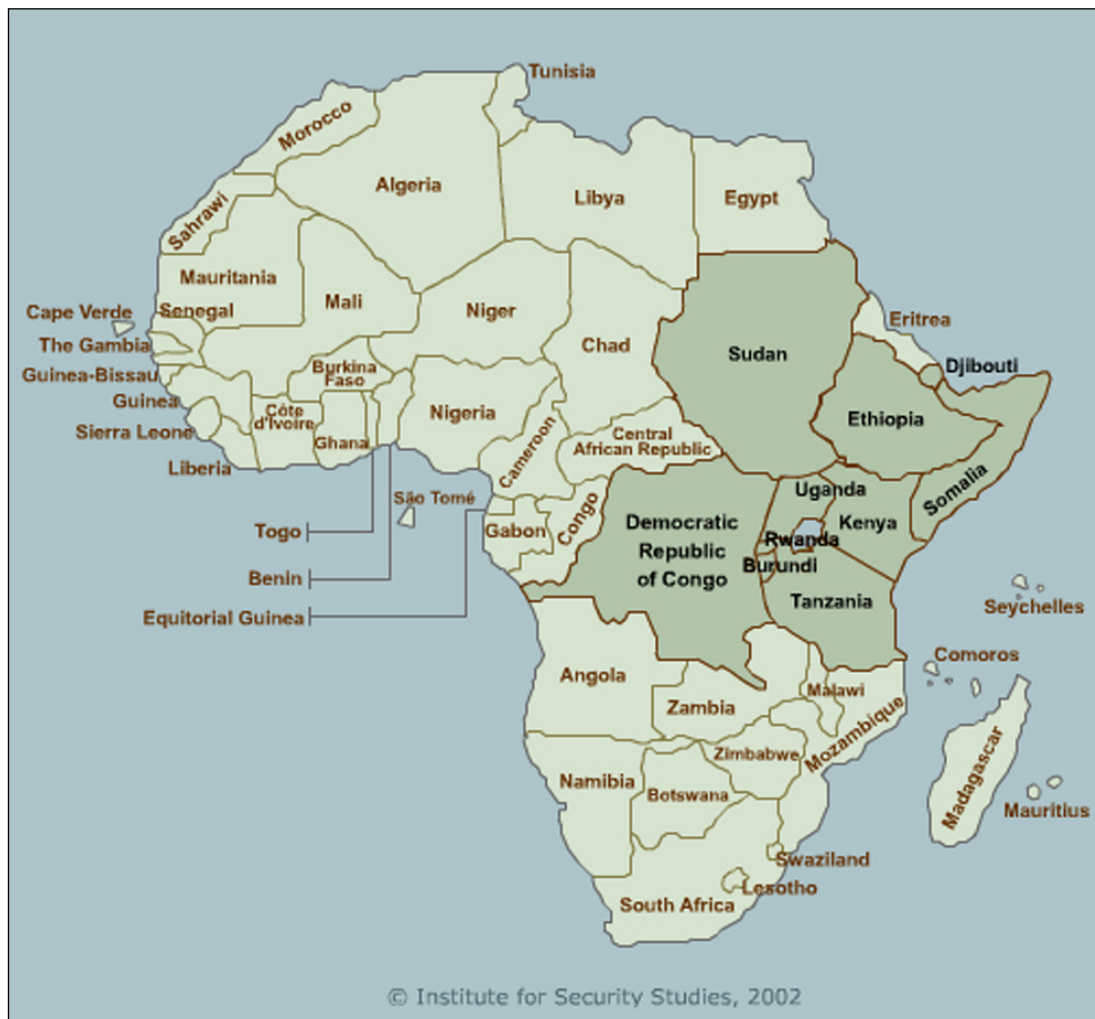 Tunisia
Morocco
Algeria
Libya
Egypt
Sahrawi
Mauritania
Mali
Niger
Chad
Sudan
Eritrea
Cape Verde
Senegal
The Gambia
Guinea-Bissau
Burkina
Faso
Djibouti
Guinea
Côte
d'Ivoire
Nigeria
Ethiopia
Sierra Leone
Ghana
Cameroon
Central
African Republic
Liberia
Somalia
São Tomé
Uganda
Togo
Gabon
Congo
Democratic
Republic
of Congo
Kenya
Rwanda
Burundi
Benin
Tanzania
Equitorial Guinea
Seychelles
Comoros
Angola
Malawi
Zambia
Mozambique
Zimbabwe
Madagascar
Namibia
Botswana
Mauritius
Swaziland
Lesotho
South Africa
© Institute for Security Studies, 2002